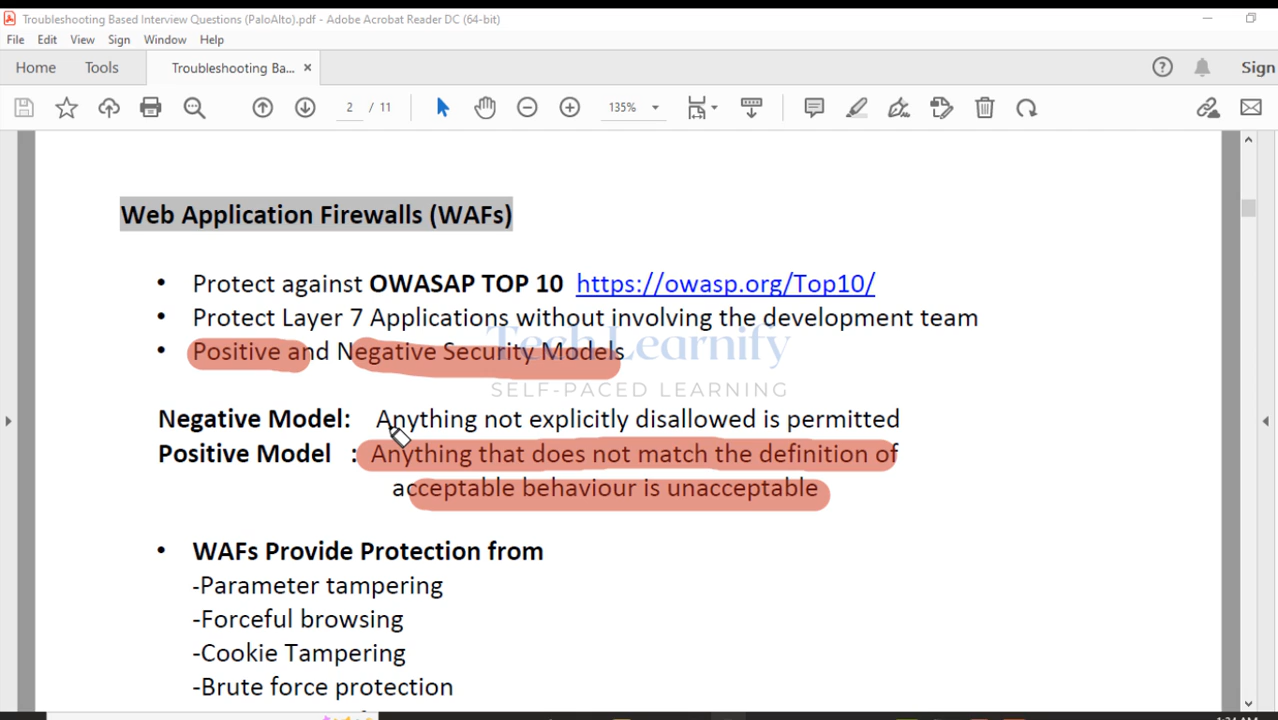 Troubleshooting Based Interview Questions (PaloAlto).pdf - Adobe Acrobat Reader DC (64-bit)
File Edit View Sign Window Help
Home Tools Troubleshooting Ba... × Sign
2 / 11 135%
Web Application Firewalls (WAFs)
• Protect against OWASAP TOP 10 https://owasp.org/Top10/
• Protect Layer 7 Applications without involving the development team
• Positive and Negative Security Models
Tech Learnify
SELF-PACED LEARNING
Negative Model: Anything not explicitly disallowed is permitted
Positive Model : Anything that does not match the definition of
acceptable behaviour is unacceptable
• WAFs Provide Protection from
-Parameter tampering
-Forceful browsing
-Cookie Tampering
-Brute force protection